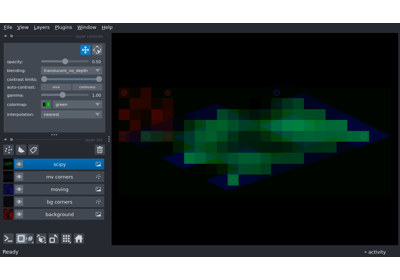 File View Layers Plugins Window Help
opacity: 0.50
blending: translucent_no_depth
contrast limits:
auto-contrast: once continuous
gamma: 1.00
colormap: green
interpolation: nearest
scipy
mv corners
moving
bg corners
background
Ready
activity